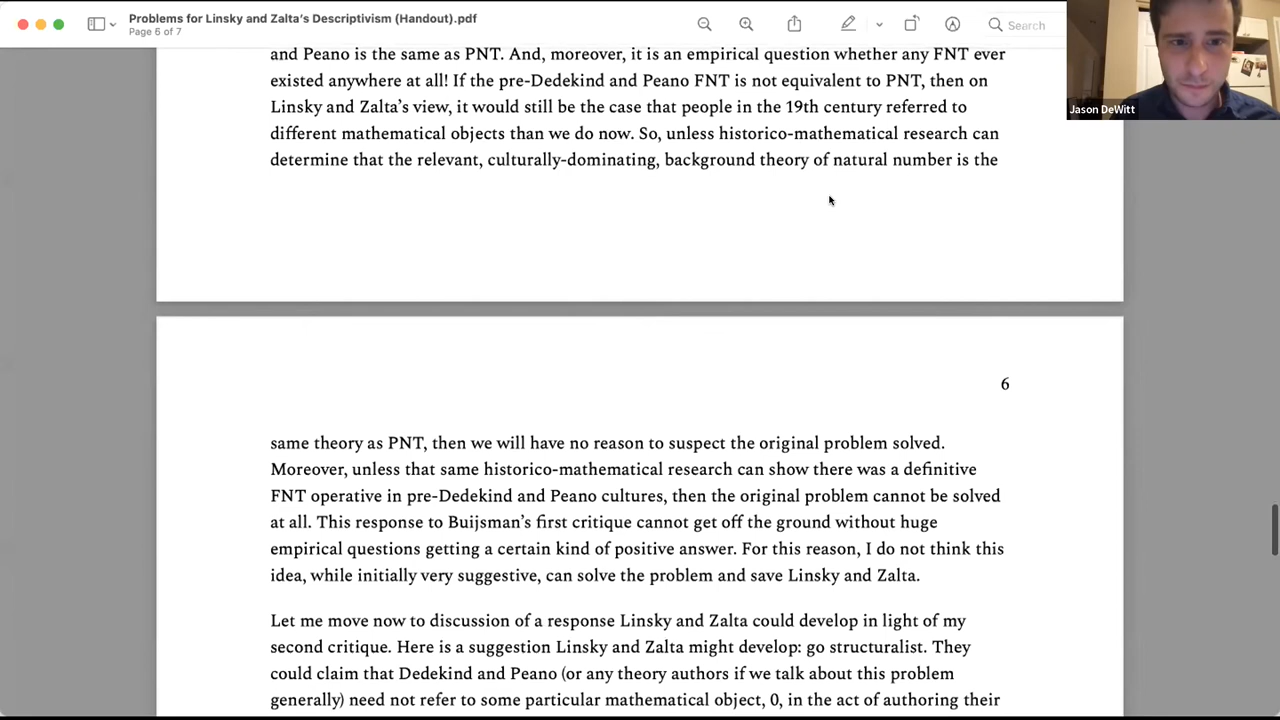 Problems for Linsky and Zalta's Descriptivism (Handout).pdf
Page 6 of 7
Search
Jason DeWitt
and Peano is the same as PNT. And, moreover, it is an empirical question whether any FNT ever
existed anywhere at all! If the pre-Dedekind and Peano FNT is not equivalent to PNT, then on
Linsky and Zalta's view, it would still be the case that people in the 19th century referred to
different mathematical objects than we do now. So, unless historico-mathematical research can
determine that the relevant, culturally-dominating, background theory of natural number is the
6
same theory as PNT, then we will have no reason to suspect the original problem solved.
Moreover, unless that same historico-mathematical research can show there was a definitive
FNT operative in pre-Dedekind and Peano cultures, then the original problem cannot be solved
at all. This response to Buijsman's first critique cannot get off the ground without huge
empirical questions getting a certain kind of positive answer. For this reason, I do not think this
idea, while initially very suggestive, can solve the problem and save Linsky and Zalta.
Let me move now to discussion of a response Linsky and Zalta could develop in light of my
second critique. Here is a suggestion Linsky and Zalta might develop: go structuralist. They
could claim that Dedekind and Peano (or any theory authors if we talk about this problem
generally) need not refer to some particular mathematical object, 0, in the act of authoring their